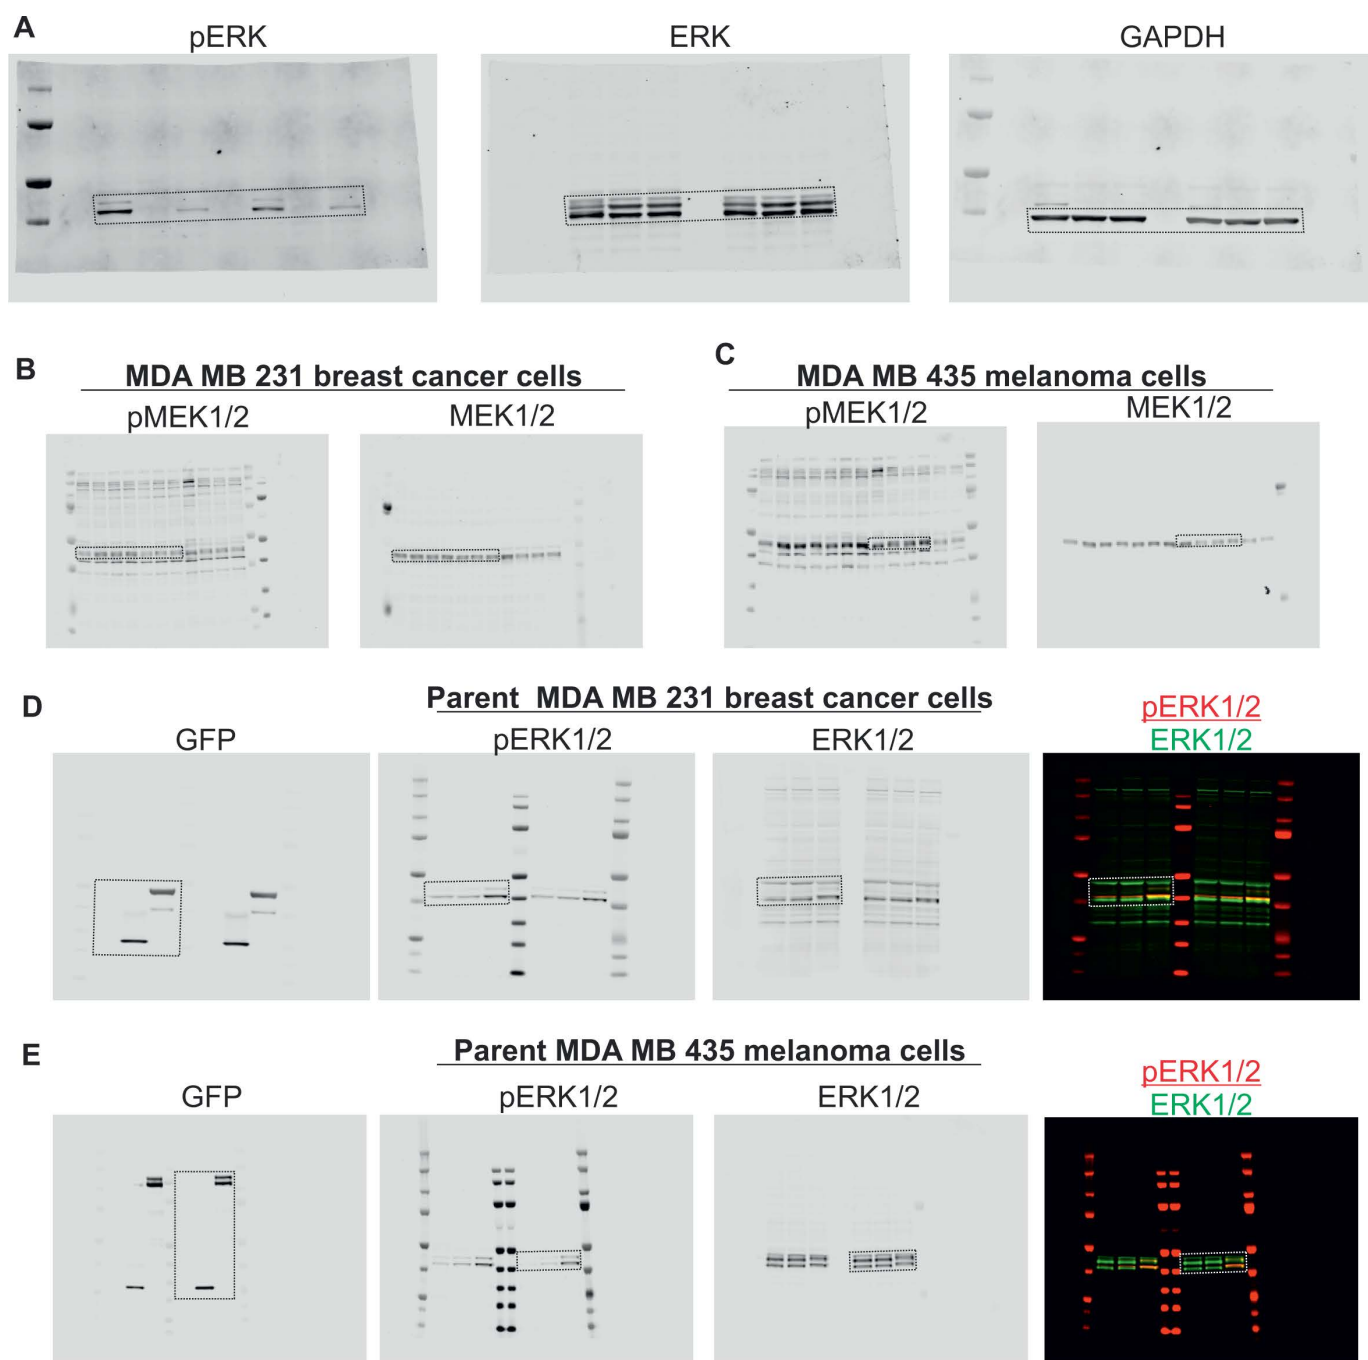 A
pERK ERK GAPDH
B
MDA MB 231 breast cancer cells
pMEK1/2 MEK1/2
C
MDA MB 435 melanoma cells
pMEK1/2 MEK1/2
D
Parent MDA MB 231 breast cancer cells
GFP pERK1/2 ERK1/2
pERK1/2
ERK1/2
E
Parent MDA MB 435 melanoma cells
GFP pERK1/2 ERK1/2
pERK1/2
ERK1/2